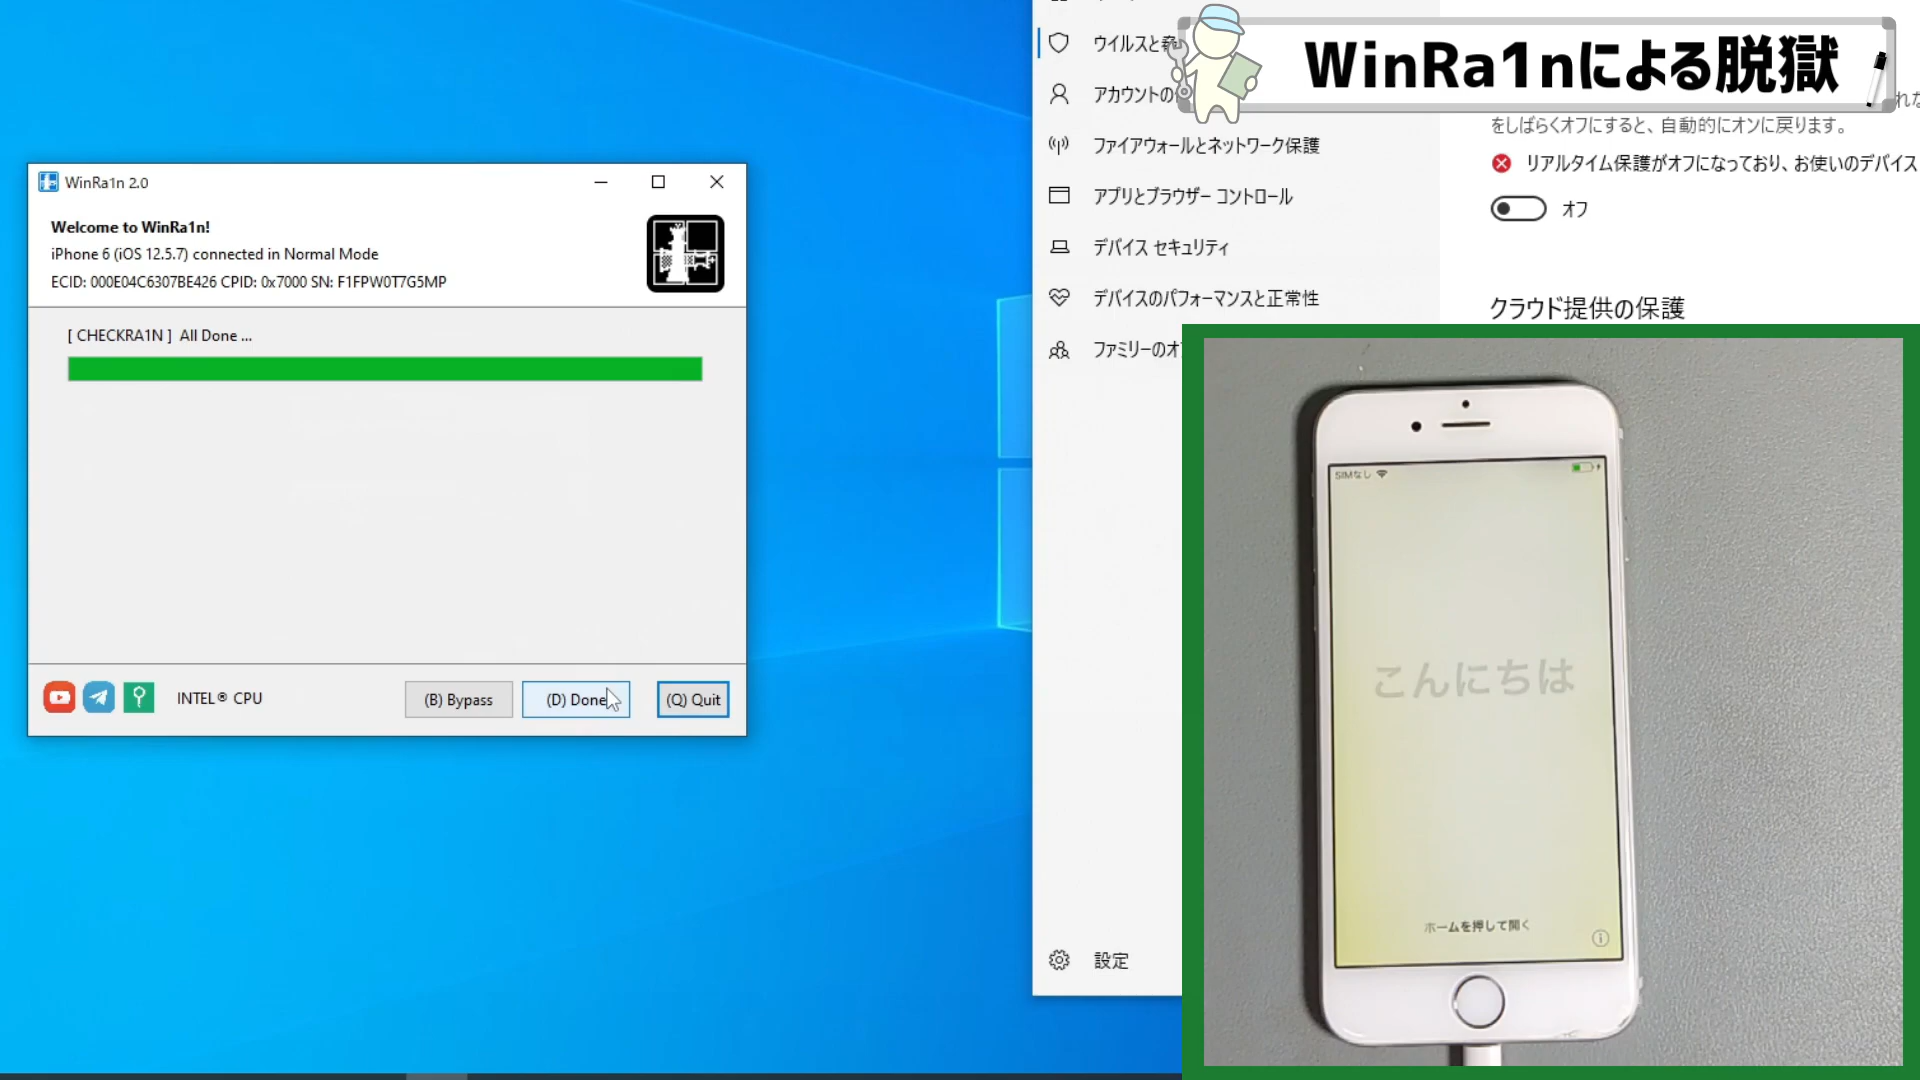 WinRa1nによる脱獄
WinRa1n 2.0
Welcome to WinRa1n!
iPhone 6 (iOS 12.5.7) connected in Normal Mode
ECID: 000E04C6307BE426 CPID: 0x7000 SN: F1FPW0T7G5MP
[ CHECKRA1N ] All Done ...
INTEL® CPU
(B) Bypass
(D) Done
(Q) Quit
ウイルスと
アカウントの
ファイアウォールとネットワーク保護
アプリとブラウザー コントロール
デバイス セキュリティ
デバイスのパフォーマンスと正常性
ファミリーのオ
設定
をしばらくオフにすると、自動的にオンに戻ります。
リアルタイム保護がオフになっており、お使いのデバイス
オフ
クラウド提供の保護
SIMなし
こんにちは
ホームを押して開く